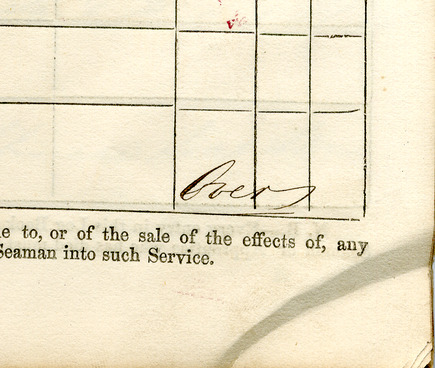 Over
e to, or of the sale of the effects of, any
Seaman into such Service.